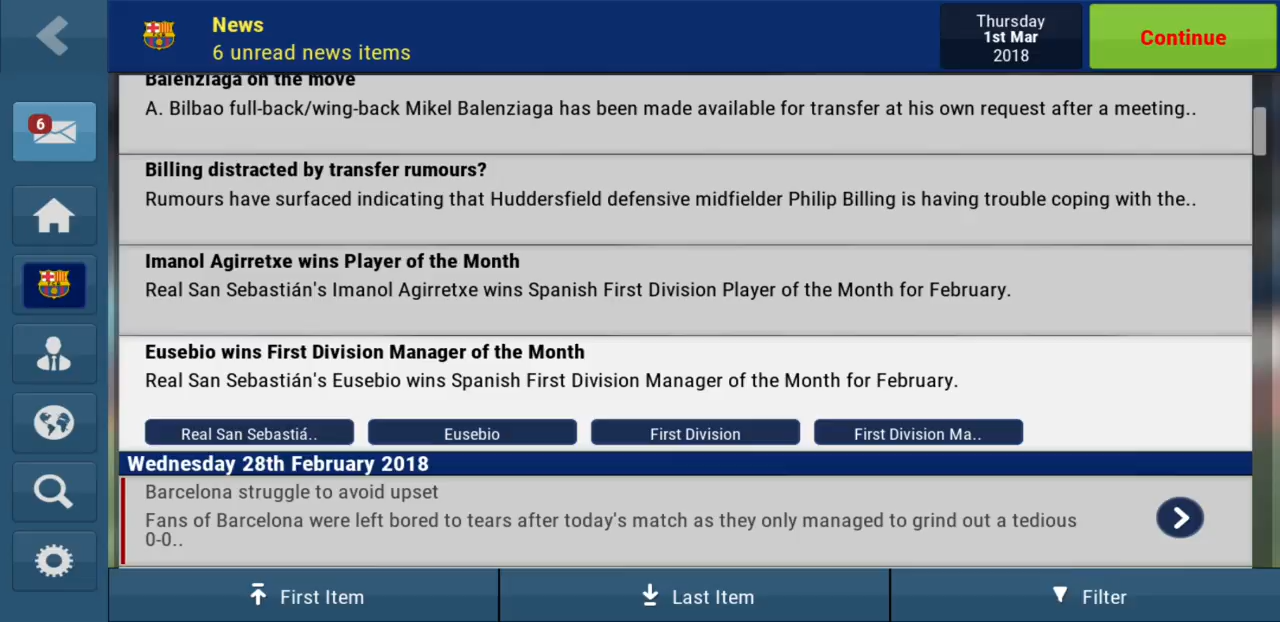 News
6 unread news items
Thursday
1st Mar
2018
Continue
6
Balenziaga on the move
A. Bilbao full-back/wing-back Mikel Balenziaga has been made available for transfer at his own request after a meeting..
Billing distracted by transfer rumours?
Rumours have surfaced indicating that Huddersfield defensive midfielder Philip Billing is having trouble coping with the..
Imanol Agirretxe wins Player of the Month
Real San Sebastián's Imanol Agirretxe wins Spanish First Division Player of the Month for February.
Eusebio wins First Division Manager of the Month
Real San Sebastián's Eusebio wins Spanish First Division Manager of the Month for February.
Real San Sebastiá.. Eusebio First Division First Division Ma..
Wednesday 28th February 2018
Barcelona struggle to avoid upset
Fans of Barcelona were left bored to tears after today's match as they only managed to grind out a tedious
0-0..
First Item Last Item Filter